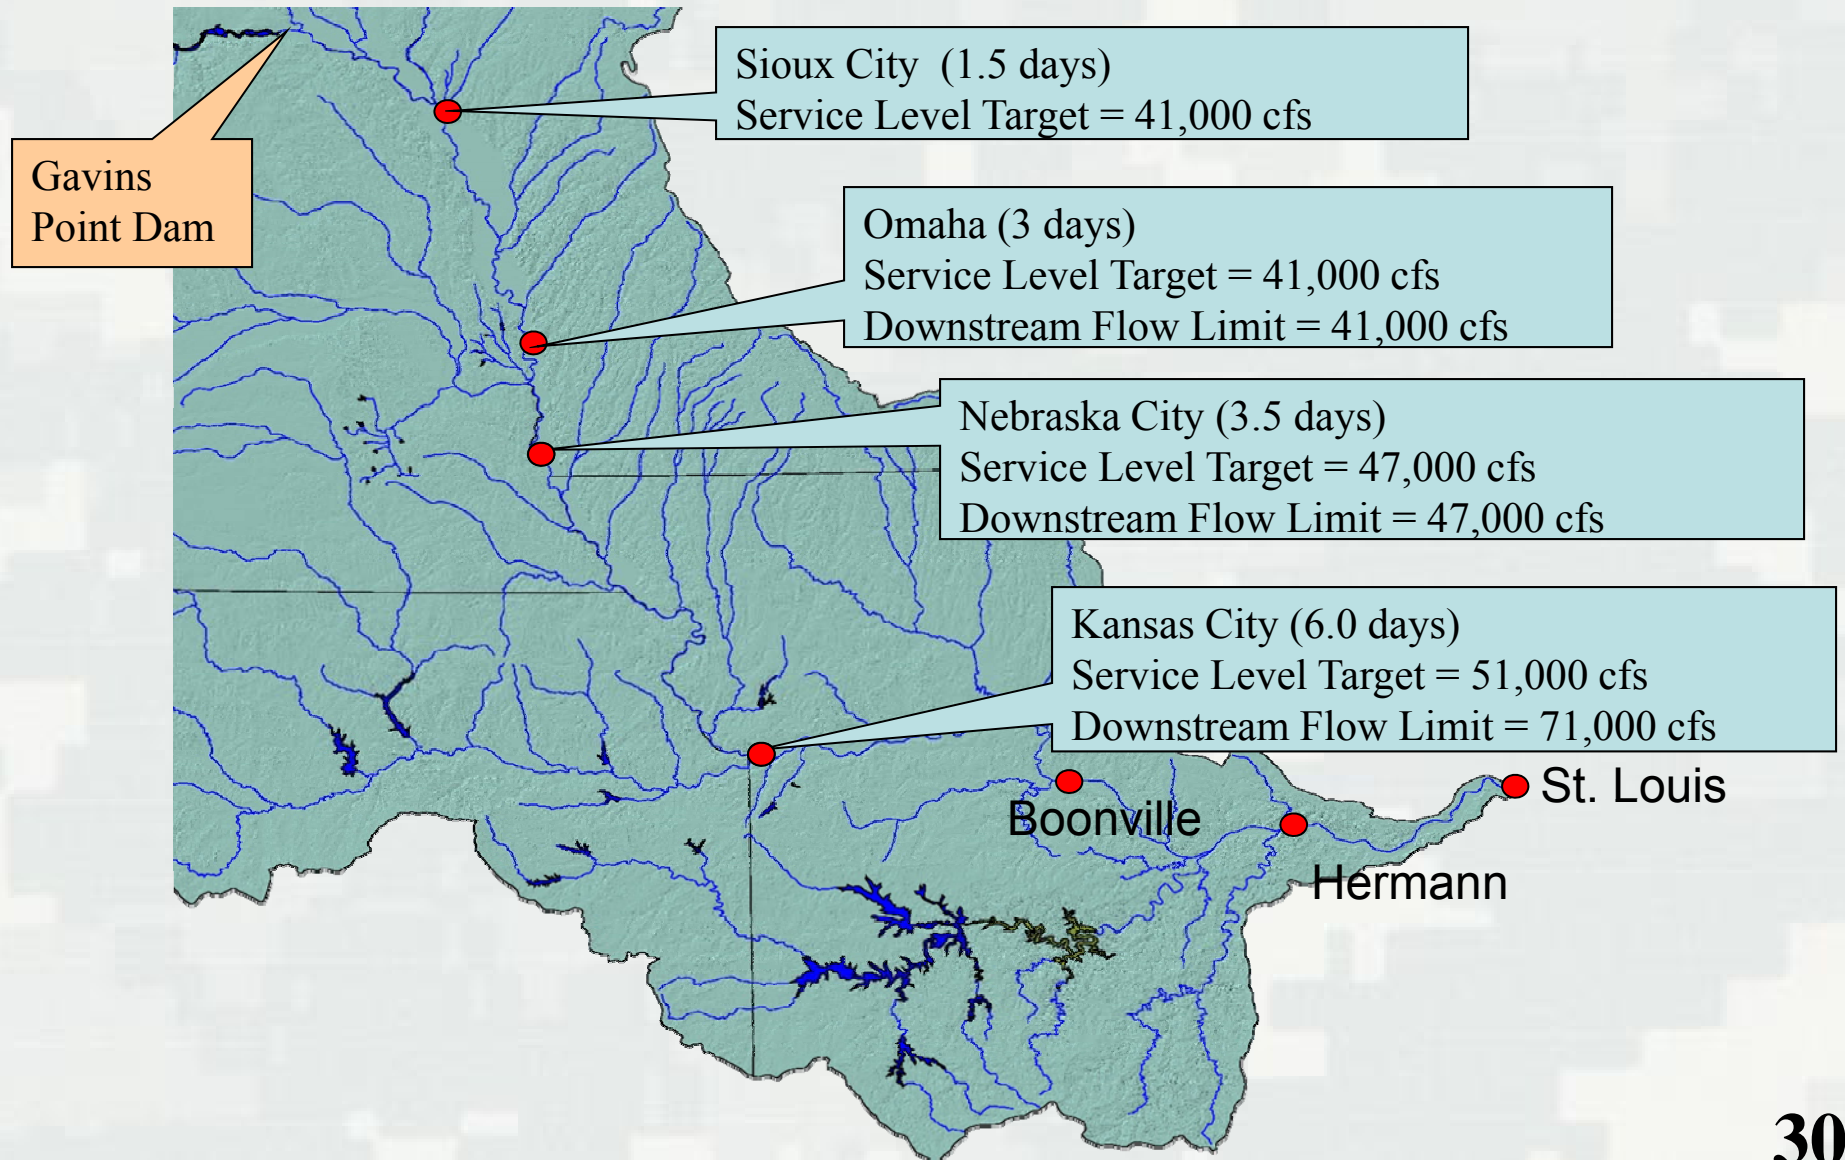 Sioux City (1.5 days)
Service Level Target = 41,000 cfs
Gavins
Point Dam
Omaha (3 days)
Service Level Target = 41,000 cfs
Downstream Flow Limit = 41,000 cfs
Nebraska City (3.5 days)
Service Level Target = 47,000 cfs
Downstream Flow Limit = 47,000 cfs
Kansas City (6.0 days)
Service Level Target = 51,000 cfs
Downstream Flow Limit = 71,000 cfs
St. Louis
Boonville
Hermann
30